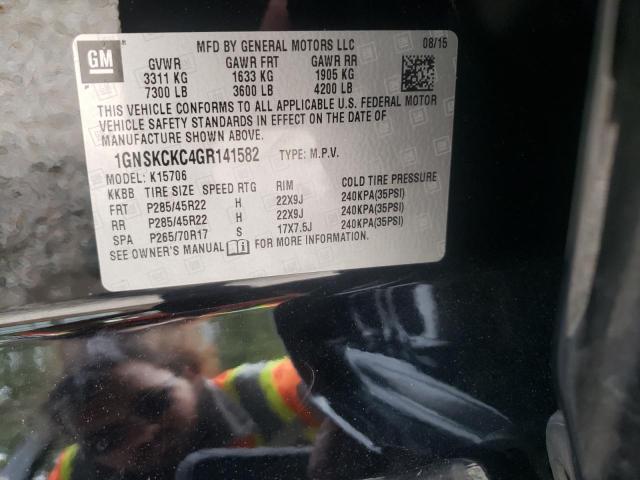 GM
MFD BY GENERAL MOTORS LLC 08/15
GVWR GAWR FRT GAWR RR
3311 KG 1633 KG 1905 KG
7300 LB 3600 LB 4200 LB
THIS VEHICLE CONFORMS TO ALL APPLICABLE U.S. FEDERAL MOTOR
VEHICLE SAFETY STANDARDS IN EFFECT ON THE DATE OF
MANUFACTURE SHOWN ABOVE.
1GNSKCKC4GR141582 TYPE: M.P.V.
MODEL: K15706
KKBB TIRE SIZE SPEED RTG RIM COLD TIRE PRESSURE
FRT P285/45R22 H 22X9J 240KPA(35PSI)
RR P285/45R22 H 22X9J 240KPA(35PSI)
SPA P265/70R17 S 17X7.5J 240KPA(35PSI)
SEE OWNER'S MANUAL FOR MORE INFORMATION.